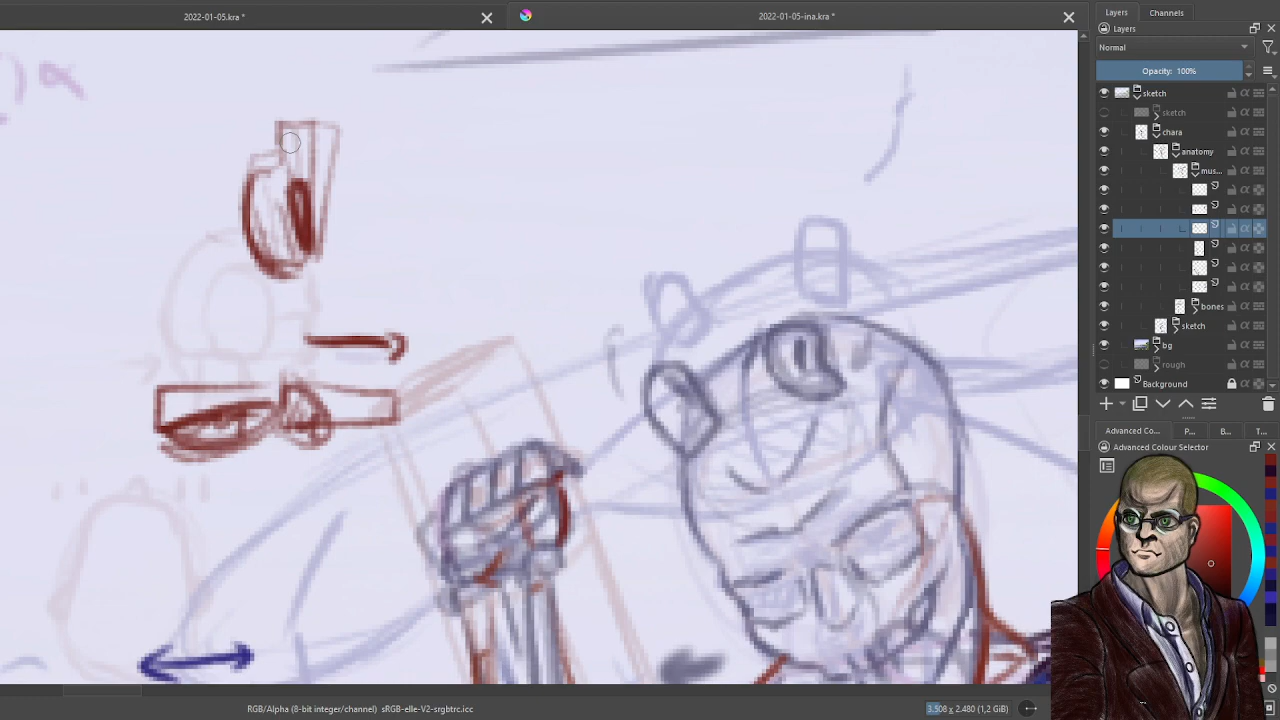 2022-01-05.kra *
2022-01-05-ina.kra *
Layers
Channels
Layers
Normal
Opacity: 100%
sketch
sketch
chara
anatomy
mus...
bones
sketch
bg
rough
Background
Advanced Co...
P...
B...
T...
Advanced Colour Selector
RGB/Alpha (8-bit integer/channel) sRGB-elle-V2-srgbtrc.icc
3.508 x 2.480 (1,2 GiB)